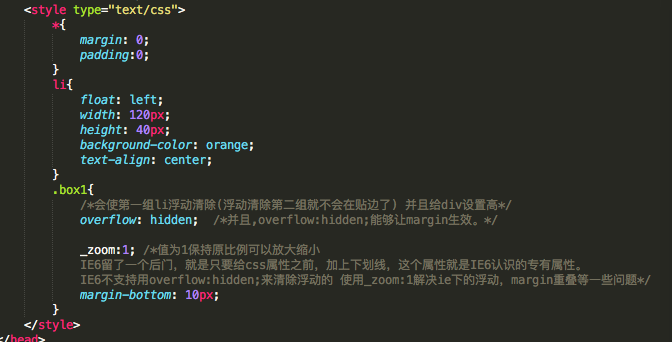 <style type="text/css">
*{
margin: 0;
padding:0;
}
li{
float: left;
width: 120px;
height: 40px;
background-color: orange;
text-align: center;
}
.box1{
/*会使第一组li浮动清除(浮动清除第二组就不会在贴边了) 并且给div设置高*/
overflow: hidden; /*并且,overflow:hidden;能够让margin生效。*/
_zoom:1; /*值为1保持原比例可以放大缩小
IE6留了一个后门，就是只要给css属性之前，加上下划线，这个属性就是IE6认识的专有属性。
IE6不支持用overflow:hidden;来清除浮动的 使用_zoom:1解决ie下的浮动，margin重叠等一些问题*/
margin-bottom: 10px;
}
</style>
</head>